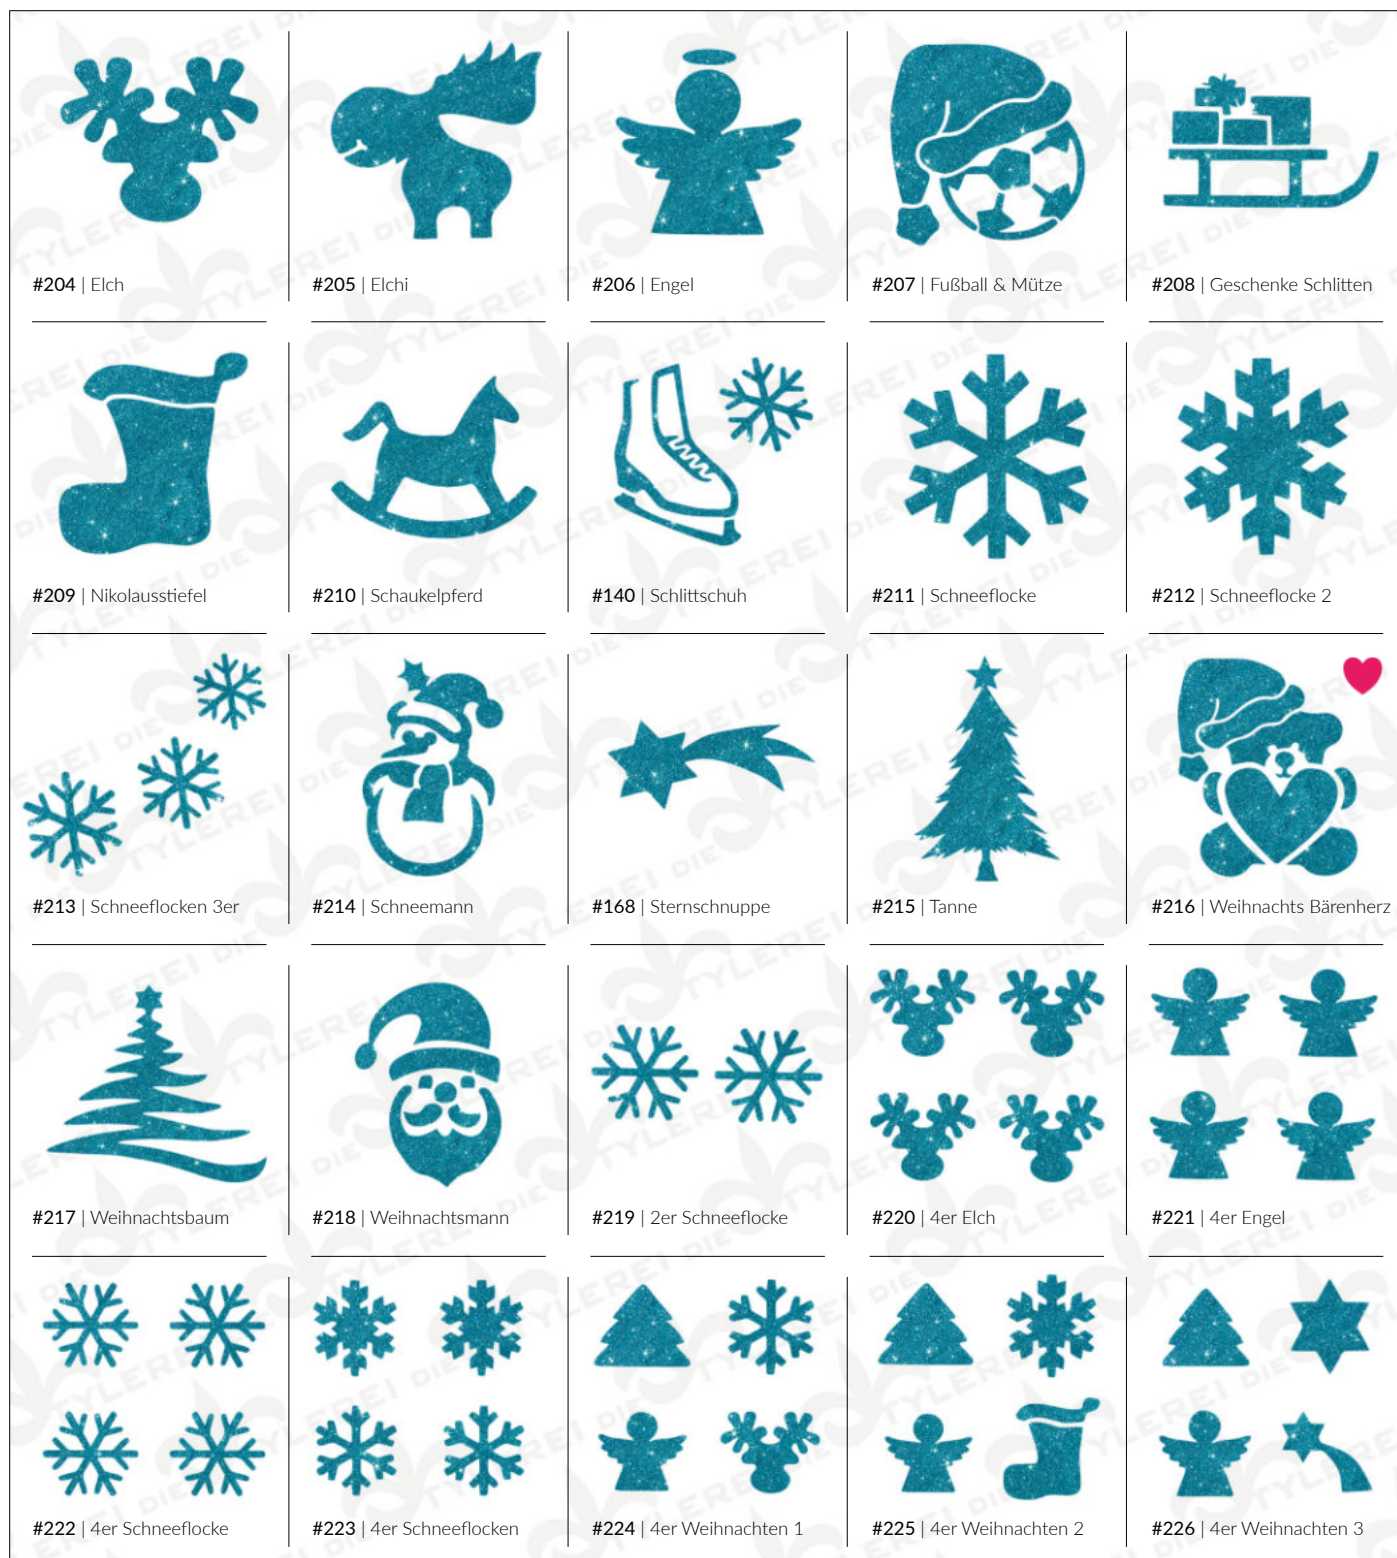 #204 | Elch
#205 | Elchi
#206 | Engel
#207 | Fußball & Mütze
#208 | Geschenke Schlitten
#209 | Nikolausstiefel
#210 | Schaukelpferd
#140 | Schlittschuh
#211 | Schneeflocke
#212 | Schneeflocke 2
#213 | Schneeflocken 3er
#214 | Schneemann
#168 | Sternschnuppe
#215 | Tanne
#216 | Weihnachts Bärenherz
#217 | Weihnachtsbaum
#218 | Weihnachtsmann
#219 | 2er Schneeflocke
#220 | 4er Elch
#221 | 4er Engel
#222 | 4er Schneeflocke
#223 | 4er Schneeflocken
#224 | 4er Weihnachten 1
#225 | 4er Weihnachten 2
#226 | 4er Weihnachten 3
DIE STYLEREI